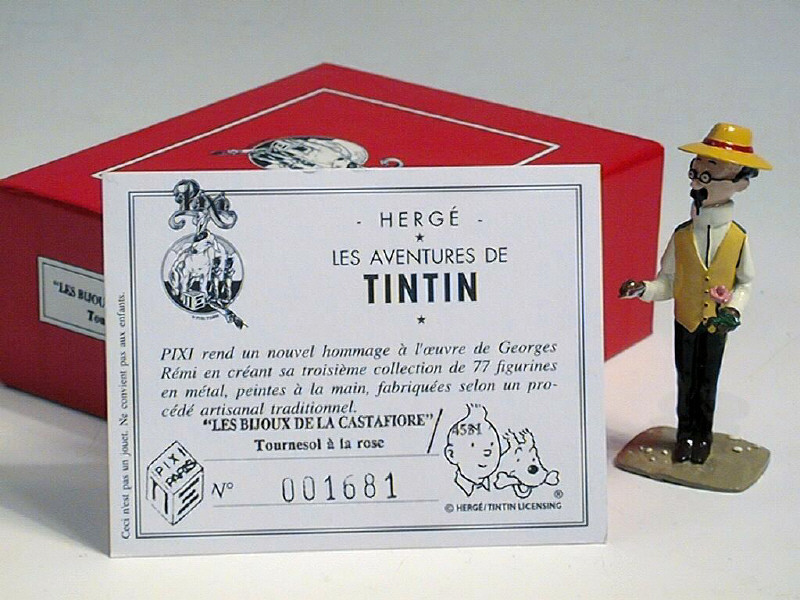 Pixi
- HERGÉ -
LES AVENTURES DE
TINTIN
PIXI rend un nouvel hommage à l'œuvre de Georges
Rémi en créant sa troisième collection de 77 figurines
en métal, peintes à la main, fabriquées selon un pro-
cédé artisanal traditionnel.
"LES BIJOUX DE LA CASTAFIORE"/
4531
Tournesol à la rose
PIXI
PARIS
N° 001681
®
© HERGÉ/TINTIN LICENSING
Ceci n'est pas un jouet. Ne convient pas aux enfants.
"LES BIJOU
Tou